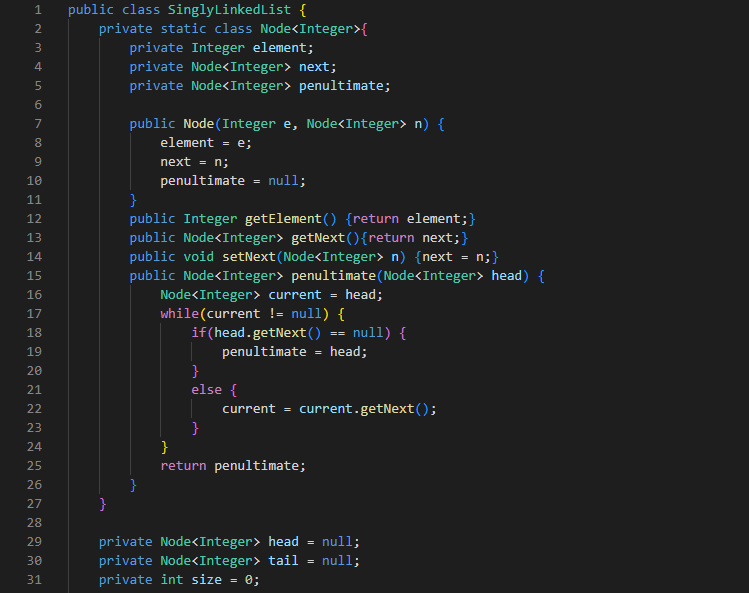 1 public class SinglyLinkedList {
2     private static class Node<Integer>{
3         private Integer element;
4         private Node<Integer> next;
5         private Node<Integer> penultimate;
6
7         public Node(Integer e, Node<Integer> n) {
8             element = e;
9             next = n;
10             penultimate = null;
11         }
12         public Integer getElement() {return element;}
13         public Node<Integer> getNext(){return next;}
14         public void setNext(Node<Integer> n) {next = n;}
15         public Node<Integer> penultimate(Node<Integer> head) {
16             Node<Integer> current = head;
17             while(current != null) {
18                 if(head.getNext() == null) {
19                     penultimate = head;
20                 }
21                 else {
22                     current = current.getNext();
23                 }
24             }
25             return penultimate;
26         }
27     }
28
29     private Node<Integer> head = null;
30     private Node<Integer> tail = null;
31     private int size = 0;